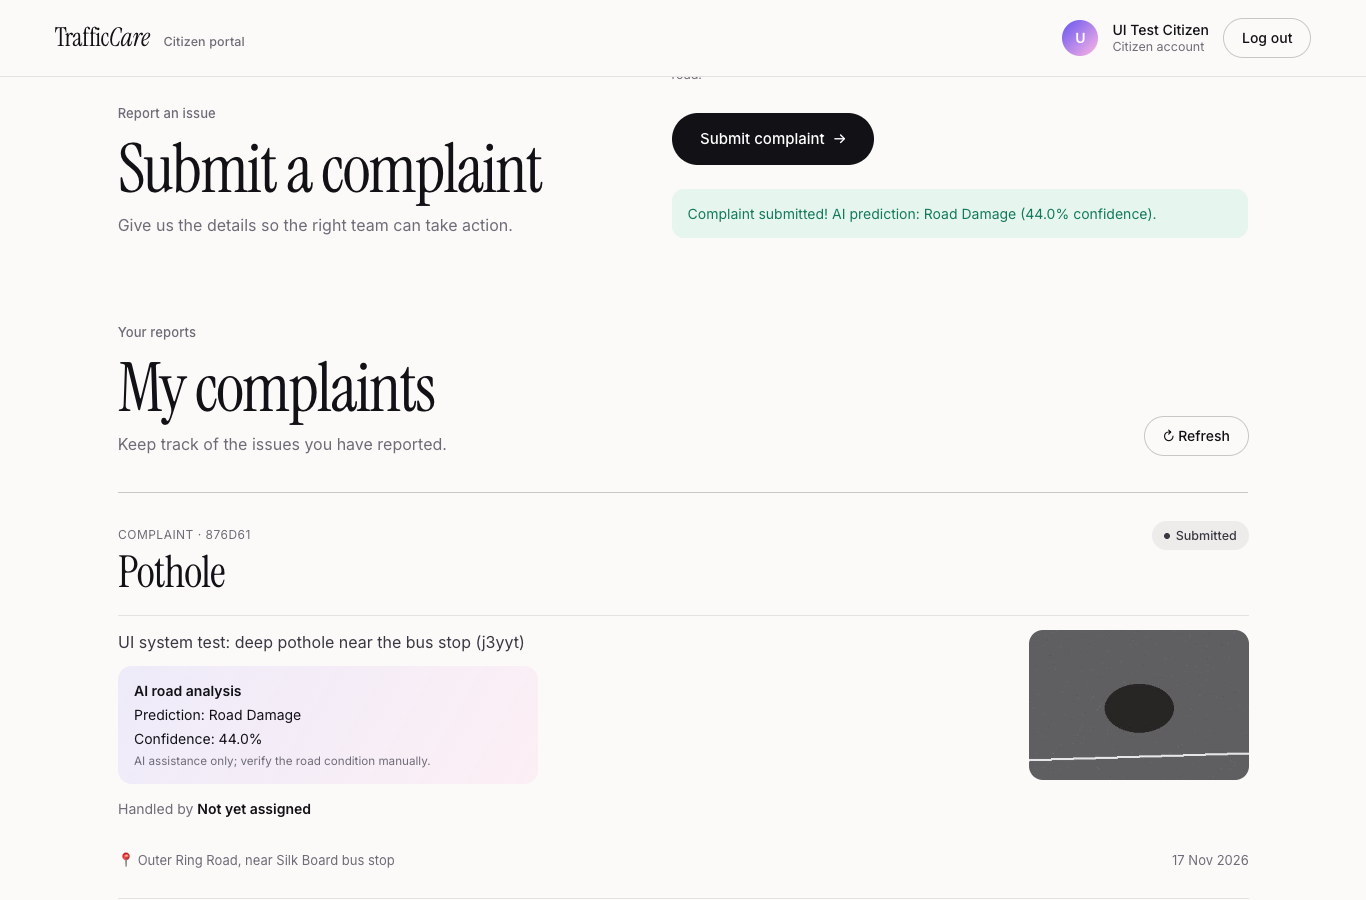 TrafficCare
Citizen portal
U
UI Test Citizen
Citizen account
Log out
Report an issue
Submit a complaint
Give us the details so the right team can take action.
Submit complaint →
Complaint submitted! AI prediction: Road Damage (44.0% confidence).
Your reports
My complaints
Keep track of the issues you have reported.
↻ Refresh
COMPLAINT · 876D61
Submitted
Pothole
UI system test: deep pothole near the bus stop (j3yyt)
AI road analysis
Prediction: Road Damage
Confidence: 44.0%
AI assistance only; verify the road condition manually.
Handled by Not yet assigned
📍 Outer Ring Road, near Silk Board bus stop
17 Nov 2026